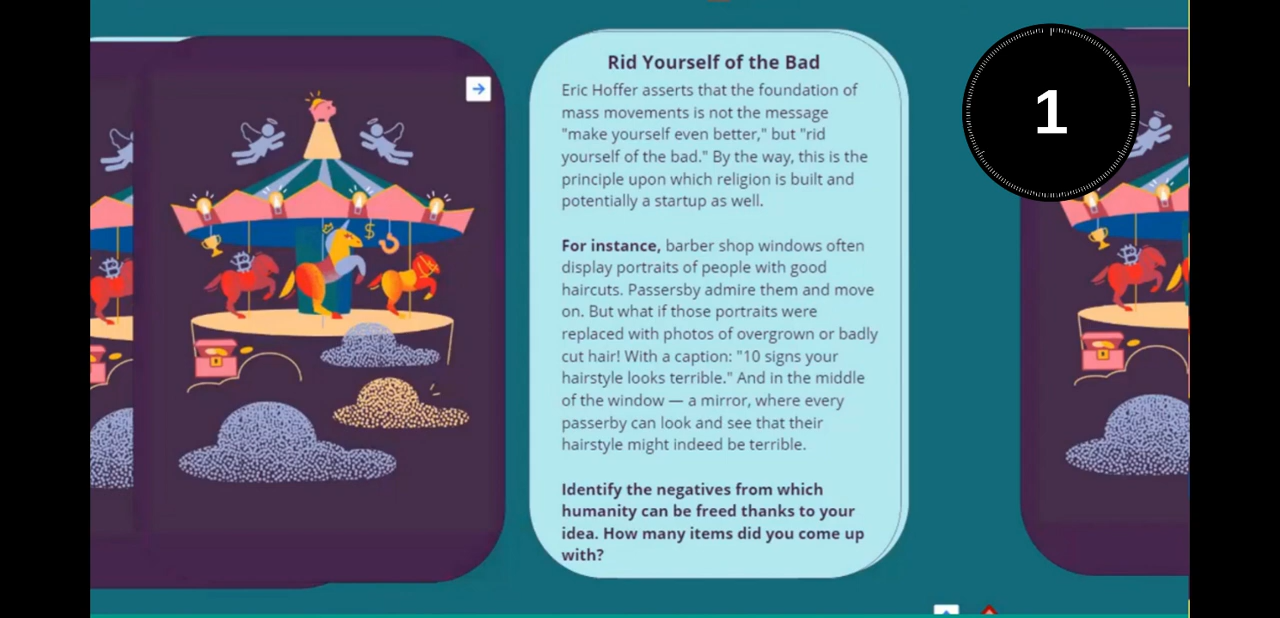 Rid Yourself of the Bad
Eric Hoffer asserts that the foundation of
mass movements is not the message
"make yourself even better," but "rid
yourself of the bad." By the way, this is the
principle upon which religion is built and
potentially a startup as well.
For instance, barber shop windows often
display portraits of people with good
haircuts. Passersby admire them and move
on. But what if those portraits were
replaced with photos of overgrown or badly
cut hair! With a caption: "10 signs your
hairstyle looks terrible." And in the middle
of the window — a mirror, where every
passerby can look and see that their
hairstyle might indeed be terrible.
Identify the negatives from which
humanity can be freed thanks to your
idea. How many items did you come up
with?
1